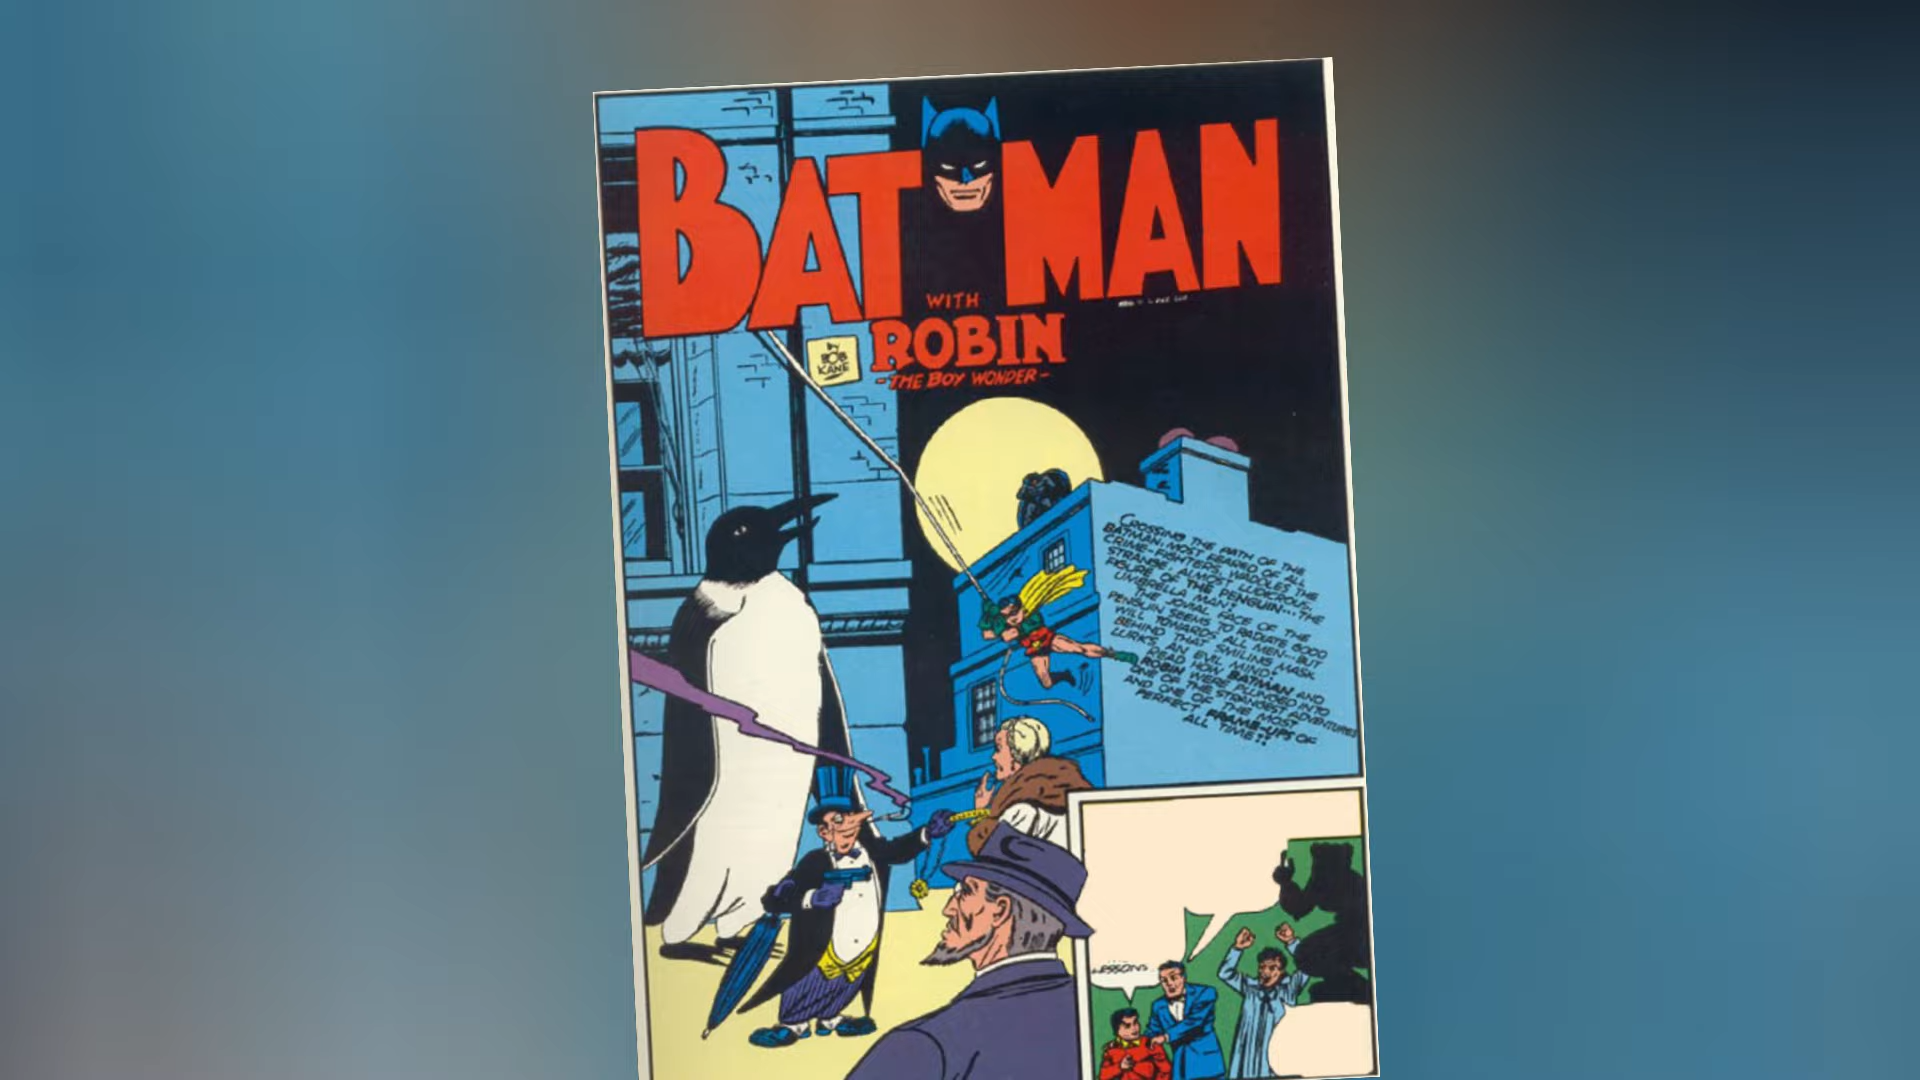 BATMAN
WITH
ROBIN
-THE BOY WONDER-
by
BOB
KANE
CROSSING THE PATH OF THE
BATMAN, MOST FEARED OF ALL
CRIME-FIGHTERS, WADDLES THE
STRANGE, ALMOST LUDICROUS,
FIGURE OF THE PENGUIN--THE
UMBRELLA MAN!
THE JOVIAL FACE OF THE
PENGUIN SEEMS TO RADIATE GOOD
WILL TOWARDS ALL MEN--BUT
BEHIND THAT SMILING MASK
LURKS AN EVIL MIND!
READ HOW BATMAN AND
ROBIN WERE PLUNGED INTO
ONE OF THE STRANGEST ADVENTURES
AND ONE OF THE MOST
PERFECT FRAME-UPS OF
ALL TIME!
LESSONS